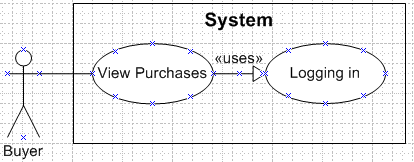 System
«uses»
View Purchases
Logging in
Buyer